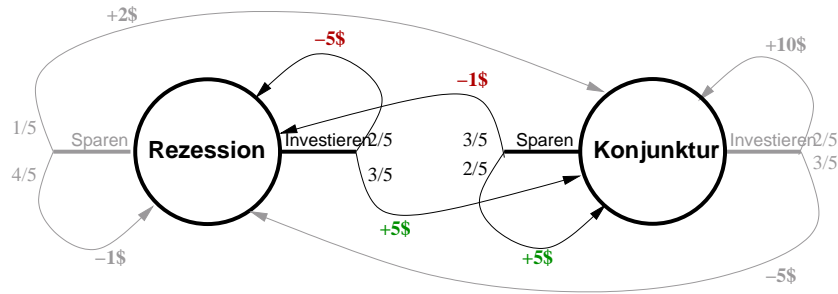 +2$
−5$
−1$
+10$
1/5
Sparen
4/5
Rezession
Investieren
2/5
3/5
3/5
Sparen
2/5
Konjunktur
Investieren
2/5
3/5
−1$
+5$
+5$
−5$